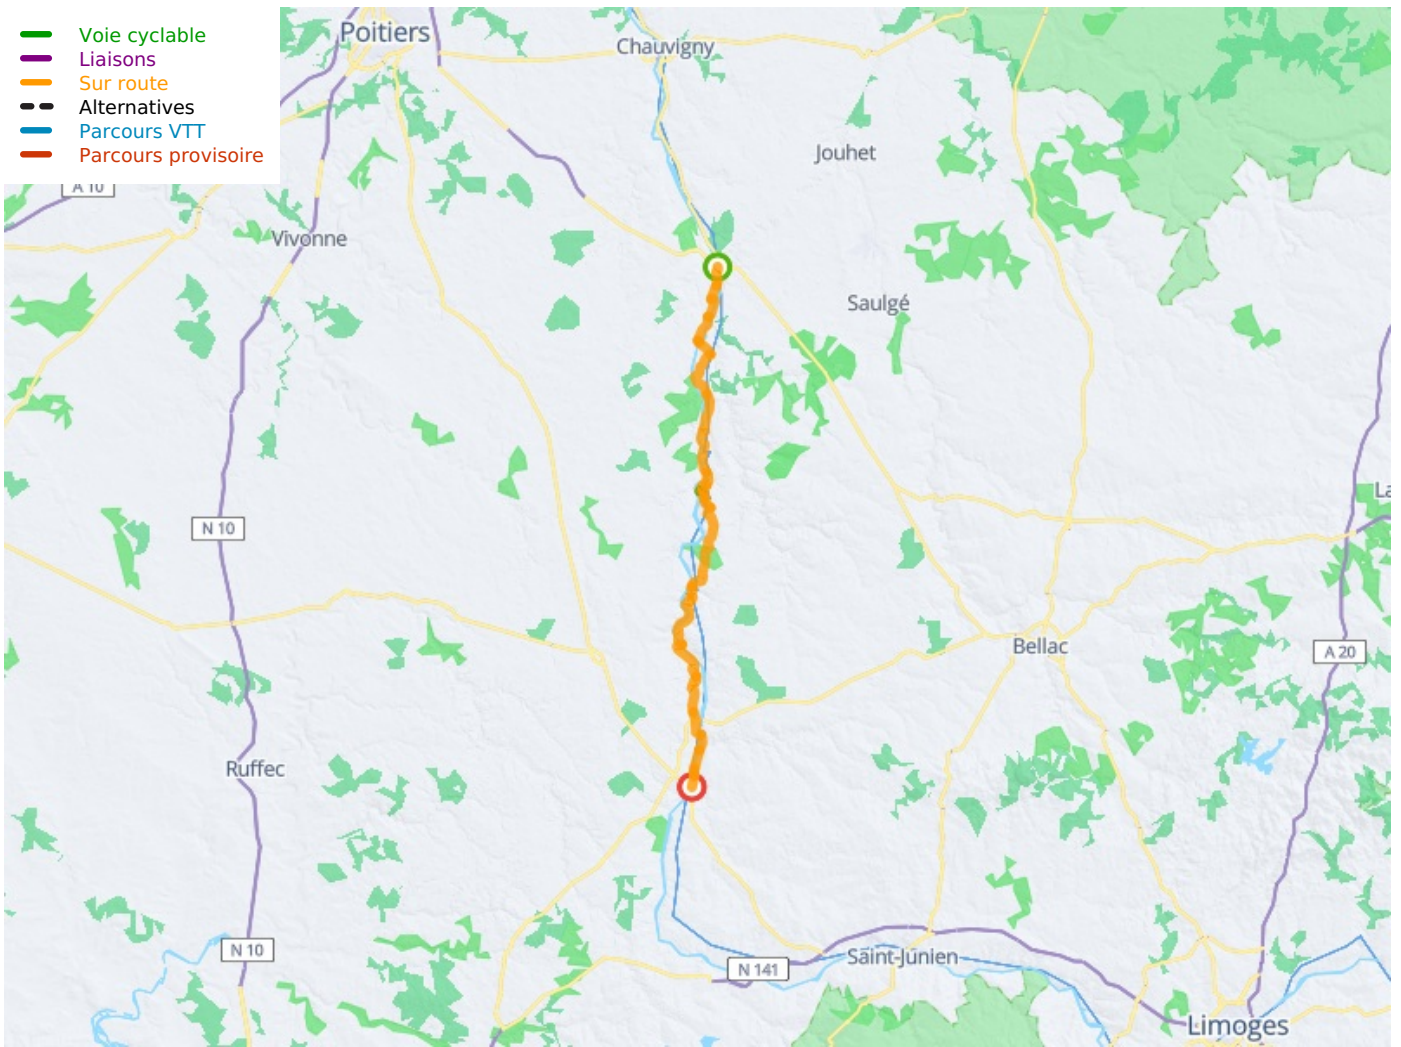 Voie cyclable
Liaisons
Sur route
Alternatives
Parcours VTT
Parcours provisoire
Poitiers
Chauvigny
Jouhet
A 10
Vivonne
Saulgé
La
N 10
Bellac
A 20
Ruffec
N 10
Saint-Junien
N 141
Limoges